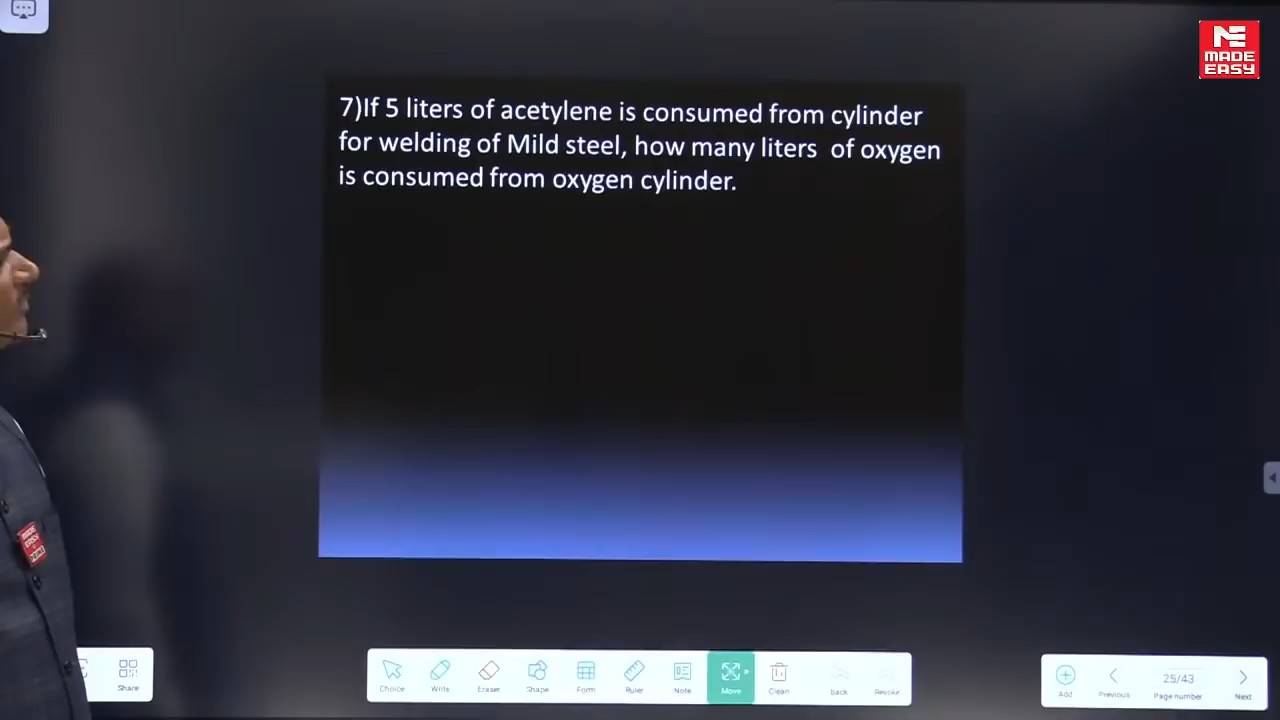 MADE
EASY
7)If 5 liters of acetylene is consumed from cylinder
for welding of Mild steel, how many liters  of oxygen
is consumed from oxygen cylinder.
MADE
EASY
Share
Choice
Write
Eraser
Shape
Form
Ruler
Note
Move
Clean
Back
Revoke
Add
Previous
25/43
Page number
Next